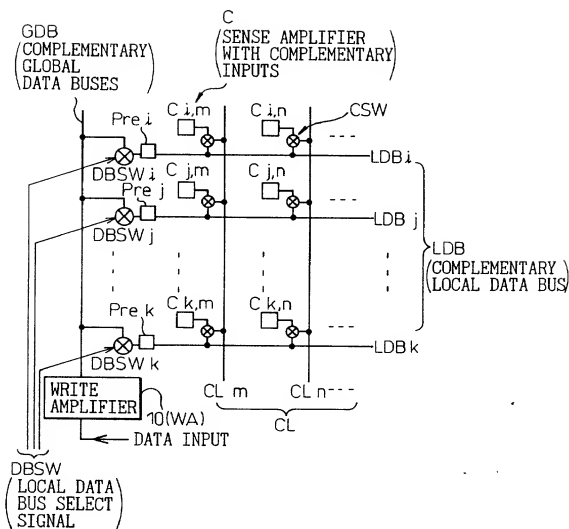 C
GDB
(COMPLEMENTARY
GLOBAL
DATA BUSES)
(SENSE AMPLIFIER
WITH COMPLEMENTARY
INPUTS)
Pre i
C i,m
C i,n
CSW
---
DBSW i
LDB i
Pre j
C j,m
C j,n
---
DBSW j
LDB j
LDB
(COMPLEMENTARY
LOCAL DATA BUS)
Pre k
C k,m
C k,n
---
DBSW k
LDB k
WRITE
AMPLIFIER
CL m
CL n---
10(WA)
CL
DATA INPUT
DBSW
(LOCAL DATA
BUS SELECT
SIGNAL)